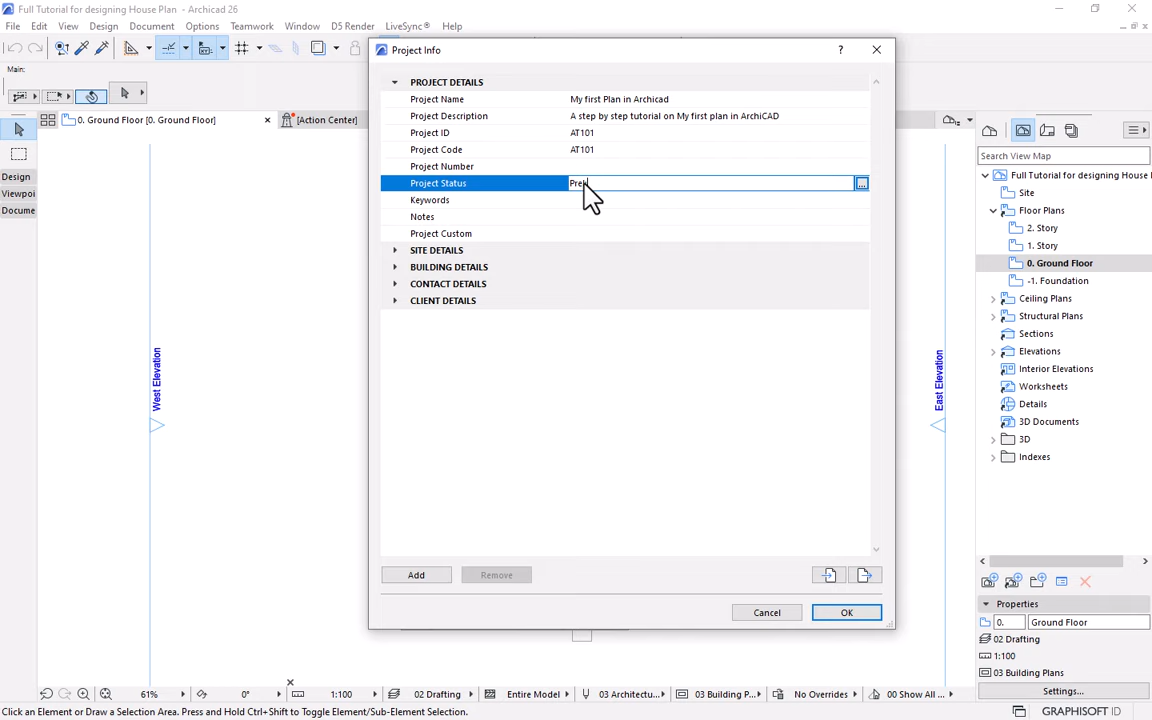 Full Tutorial for designing House Plan - Archicad 26
File Edit View Design Document Options Teamwork Window D5 Render LiveSync® Help
Main:
0. Ground Floor [0. Ground Floor]
[Action Center]
Design
Viewpoi
Docume
West Elevation
East Elevation
Project Info
?
PROJECT DETAILS
Project Name My first Plan in Archicad
Project Description A step by step tutorial on My first plan in ArchiCAD
Project ID AT101
Project Code AT101
Project Number
Project Status
Keywords
Notes
Project Custom
SITE DETAILS
BUILDING DETAILS
CONTACT DETAILS
CLIENT DETAILS
Add Remove
Cancel OK
Search View Map
Full Tutorial for designing House
Site
Floor Plans
2. Story
1. Story
0. Ground Floor
-1. Foundation
Ceiling Plans
Structural Plans
Sections
Elevations
Interior Elevations
Worksheets
Details
3D Documents
3D
Indexes
Properties
0. Ground Floor
02 Drafting
1:100
03 Building Plans
Settings...
61% 0° 1:100 02 Drafting Entire Model 03 Architectu... 03 Building P... No Overrides 00 Show All ...
Click an Element or Draw a Selection Area. Press and Hold Ctrl+Shift to Toggle Element/Sub-Element Selection.
GRAPHISOFT ID